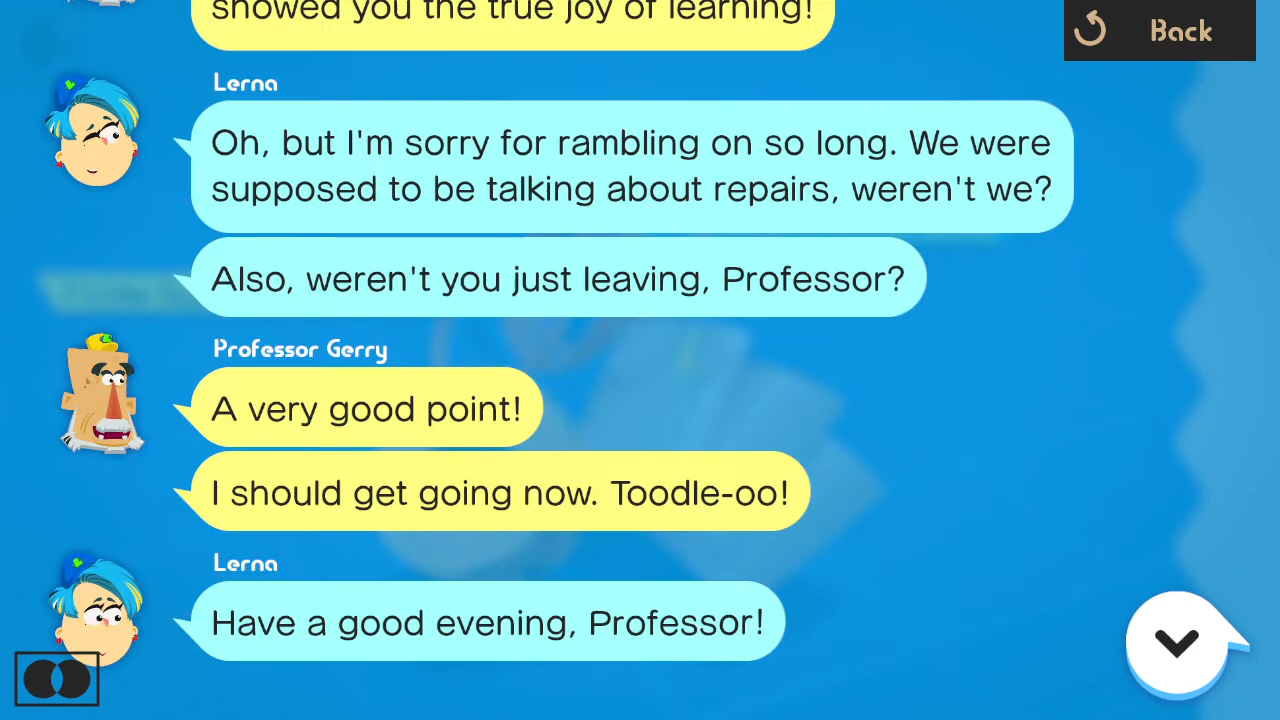 showed you the true joy of learning!
Back
Lerna
Oh, but I'm sorry for rambling on so long. We were
supposed to be talking about repairs, weren't we?
Also, weren't you just leaving, Professor?
Professor Gerry
A very good point!
I should get going now. Toodle-oo!
Lerna
Have a good evening, Professor!